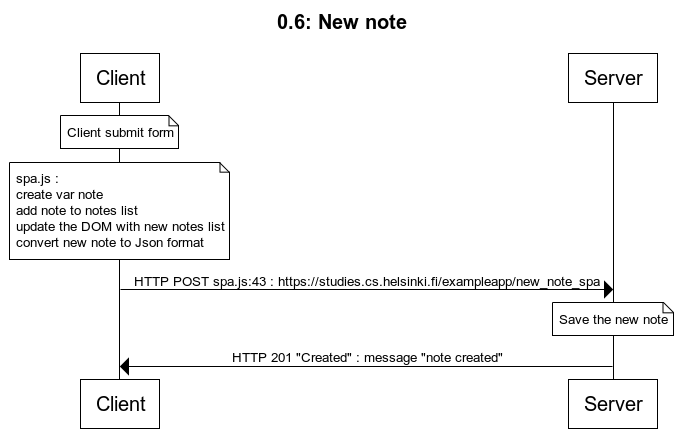 0.6: New note
Client
Server
Client submit form
spa.js :
create var note
add note to notes list
update the DOM with new notes list
convert new note to Json format
HTTP POST spa.js:43 : https://studies.cs.helsinki.fi/exampleapp/new_note_spa
Save the new note
HTTP 201 "Created" : message "note created"
Client
Server